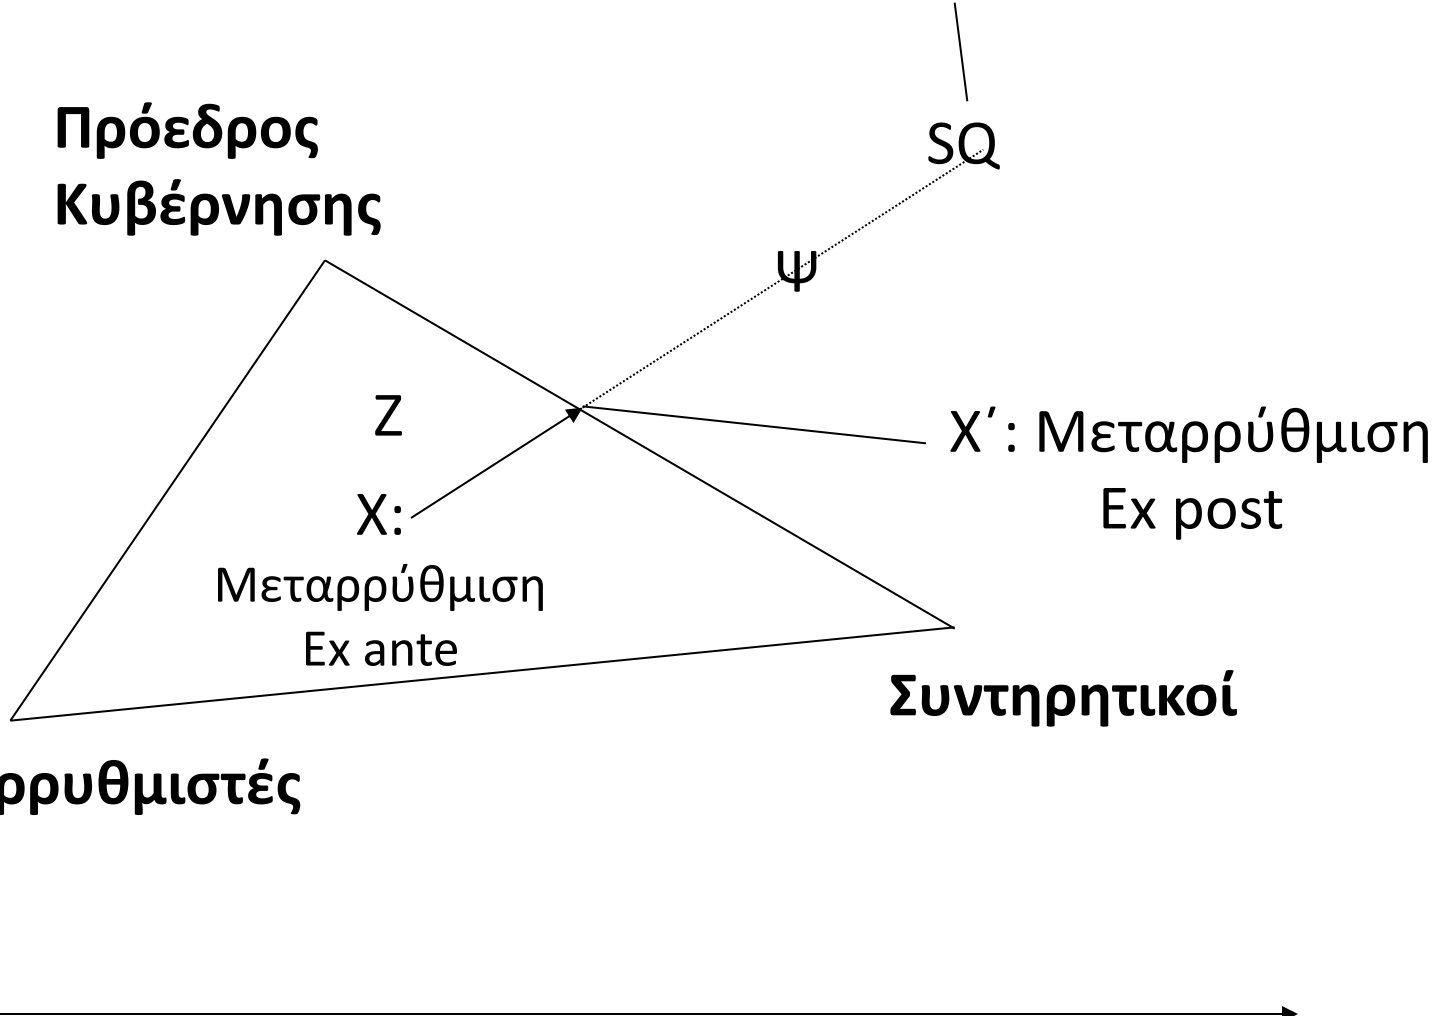 Πρόεδρος
Κυβέρνησης
SQ
Ψ
Z
Χ΄: Μεταρρύθμιση
Ex post
Χ:
Μεταρρύθμιση
Ex ante
Συντηρητικοί
ρρυθμιστές